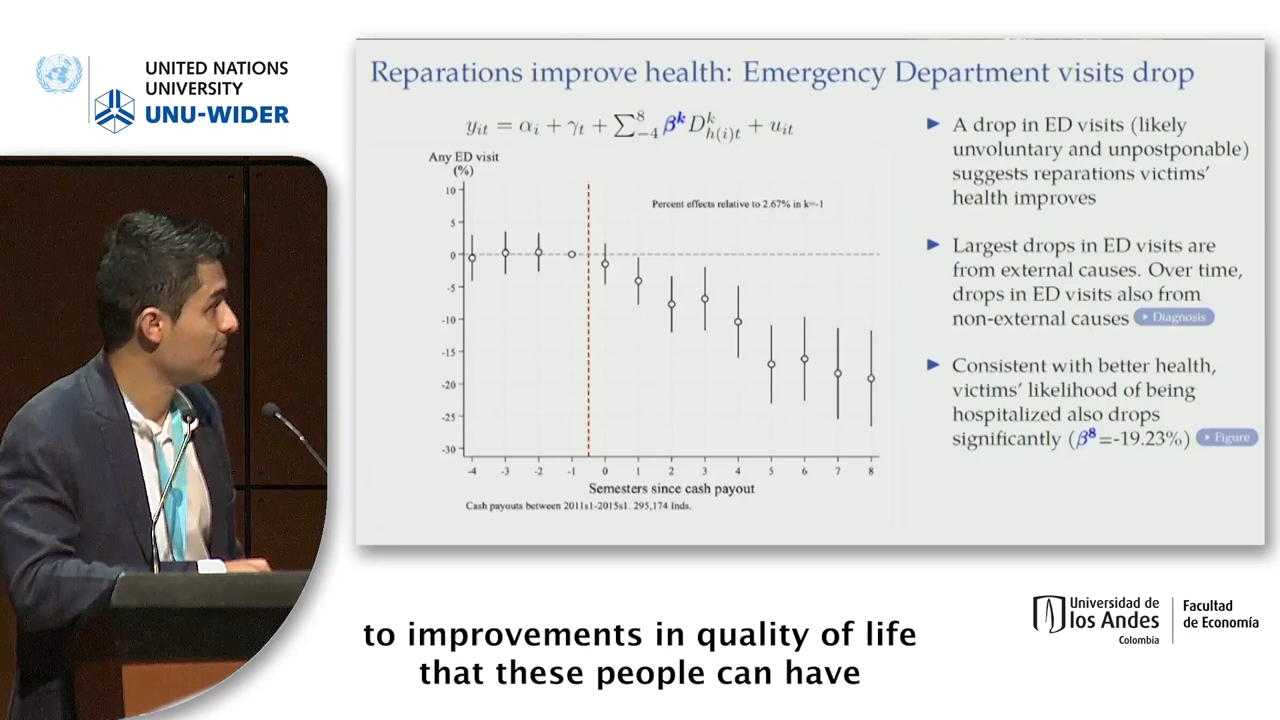 UNITED NATIONS
UNIVERSITY
UNU-WIDER
Reparations improve health: Emergency Department visits drop
y_{it} = α_i + γ_t + ∑_{-4}^{8} β^k D^k_{h(i)t} + u_{it}
Any ED visit
(%)
Percent effects relative to 2.67% in k=-1
10
5
0
-5
-10
-15
-20
-25
-30
-4 -3 -2 -1 0 1 2 3 4 5 6 7 8
Semesters since cash payout
Cash payouts between 2011s1-2015s1. 295,174 Inds.
A drop in ED visits (likely
unvoluntary and unpostponable)
suggests reparations victims'
health improves
Largest drops in ED visits are
from external causes. Over time,
drops in ED visits also from
non-external causes Diagnosis
Consistent with better health,
victims' likelihood of being
hospitalized also drops
significantly (β^8=-19.23%) Figure
to improvements in quality of life
that these people can have
Universidad de
los Andes
Colombia
Facultad
de Economía